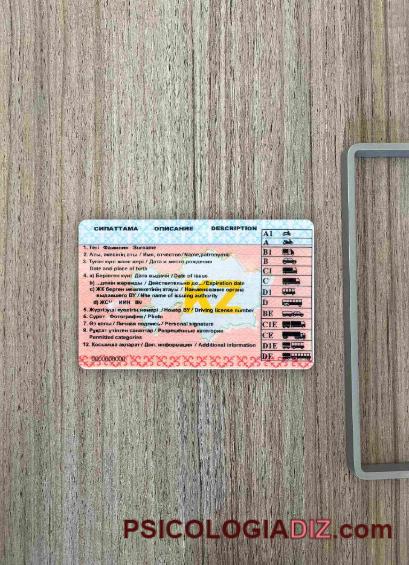 СИПАТТАМА ОПИСАНИЕ DESCRIPTION
1. Тегі Фамилия Surname
2. Аты, әкесінің аты / Имя, отчество / Name, patronymic
3. Туған күні және жері / Дата и место рождения
Date and place of birth
4. a) Берілген күні Дата выдачи / Date of issue
b) жарамды / Действительно до... / Expiration date
c) ЖК берген мекеметінің атауы / Наименование органа
выдавшего ВУ / the name of issuing authority
d) ЖСН ИИН
5. Жүргізуші куәлігінің нөмірі / Номер ВУ / Driving license number
6. Сурет Фотография / Photo
7. Өз қолы / Личная подпись / Personal signature
9. Рұқсат етілген санаттар / Разрешенные категории
Permitted categories
12. Қосымша ақпарат / Доп. информация / Additional information
0000000000
KZ
A1
A
B1
B
C1
C
D1
D
BE
C1E
CE
D1E
DE
PSICOLOGIADIZ.com